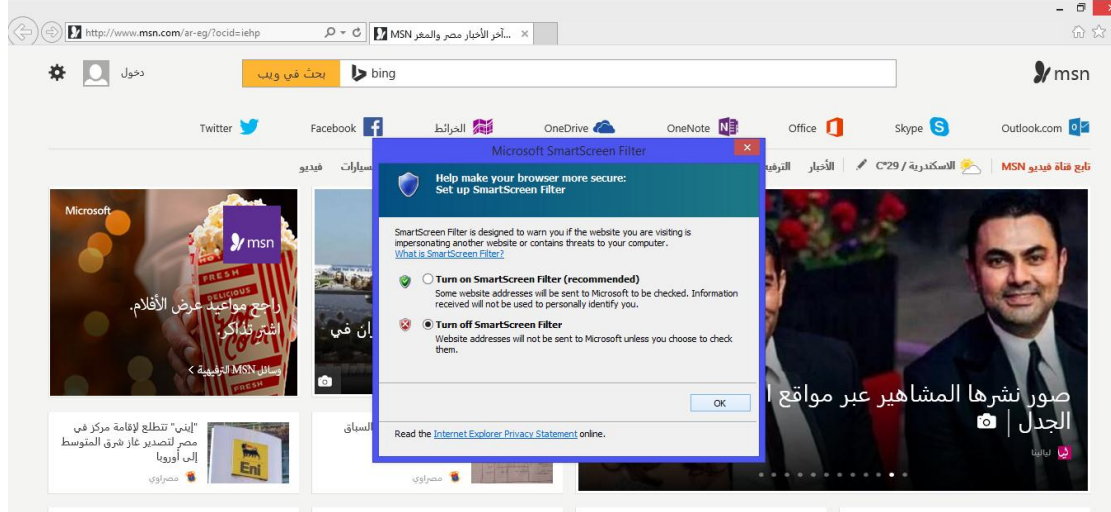 http://www.msn.com/ar-eg/?ocid=iehp
آخر الأخبار مصر والمغر MSN...
دخول
بحث في ويب
bing
msn
Twitter
Facebook
الخرائط
OneDrive
OneNote
Office
Skype
Outlook.com
تابع قناة فيديو MSN
الاسكندرية / 29°C
الأخبار
الترفيه
سيارات
فيديو
Microsoft
msn
FRESH
DELICIOUS
راجع مواعيد عرض الأفلام.
اشترِ تذاكر.
وسائل MSN الترفيهية >
FRESH
ان في
Microsoft SmartScreen Filter
Help make your browser more secure:
Set up SmartScreen Filter
SmartScreen Filter is designed to warn you if the website you are visiting is
impersonating another website or contains threats to your computer.
What is SmartScreen Filter?
Turn on SmartScreen Filter (recommended)
Some website addresses will be sent to Microsoft to be checked. Information
received will not be used to personally identify you.
Turn off SmartScreen Filter
Website addresses will not be sent to Microsoft unless you choose to check
them.
OK
Read the Internet Explorer Privacy Statement online.
صور نشرها المشاهير عبر مواقع ا
الجدل |
ليالينا
"إيني" تتطلع لإقامة مركز في
مصر لتصدير غاز شرق المتوسط
إلى أوروبا
مصراوي
Eni
السباق
مصراوي